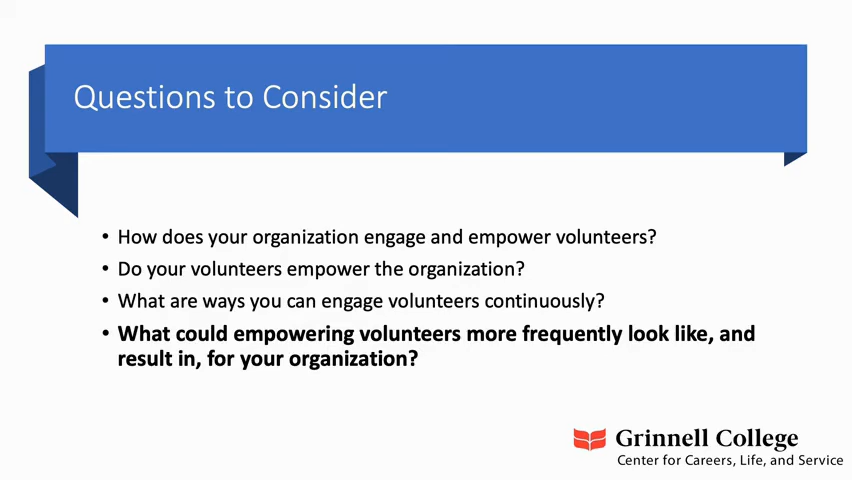 Questions to Consider
• How does your organization engage and empower volunteers?
• Do your volunteers empower the organization?
• What are ways you can engage volunteers continuously?
• What could empowering volunteers more frequently look like, and
result in, for your organization?
Grinnell College
Center for Careers, Life, and Service